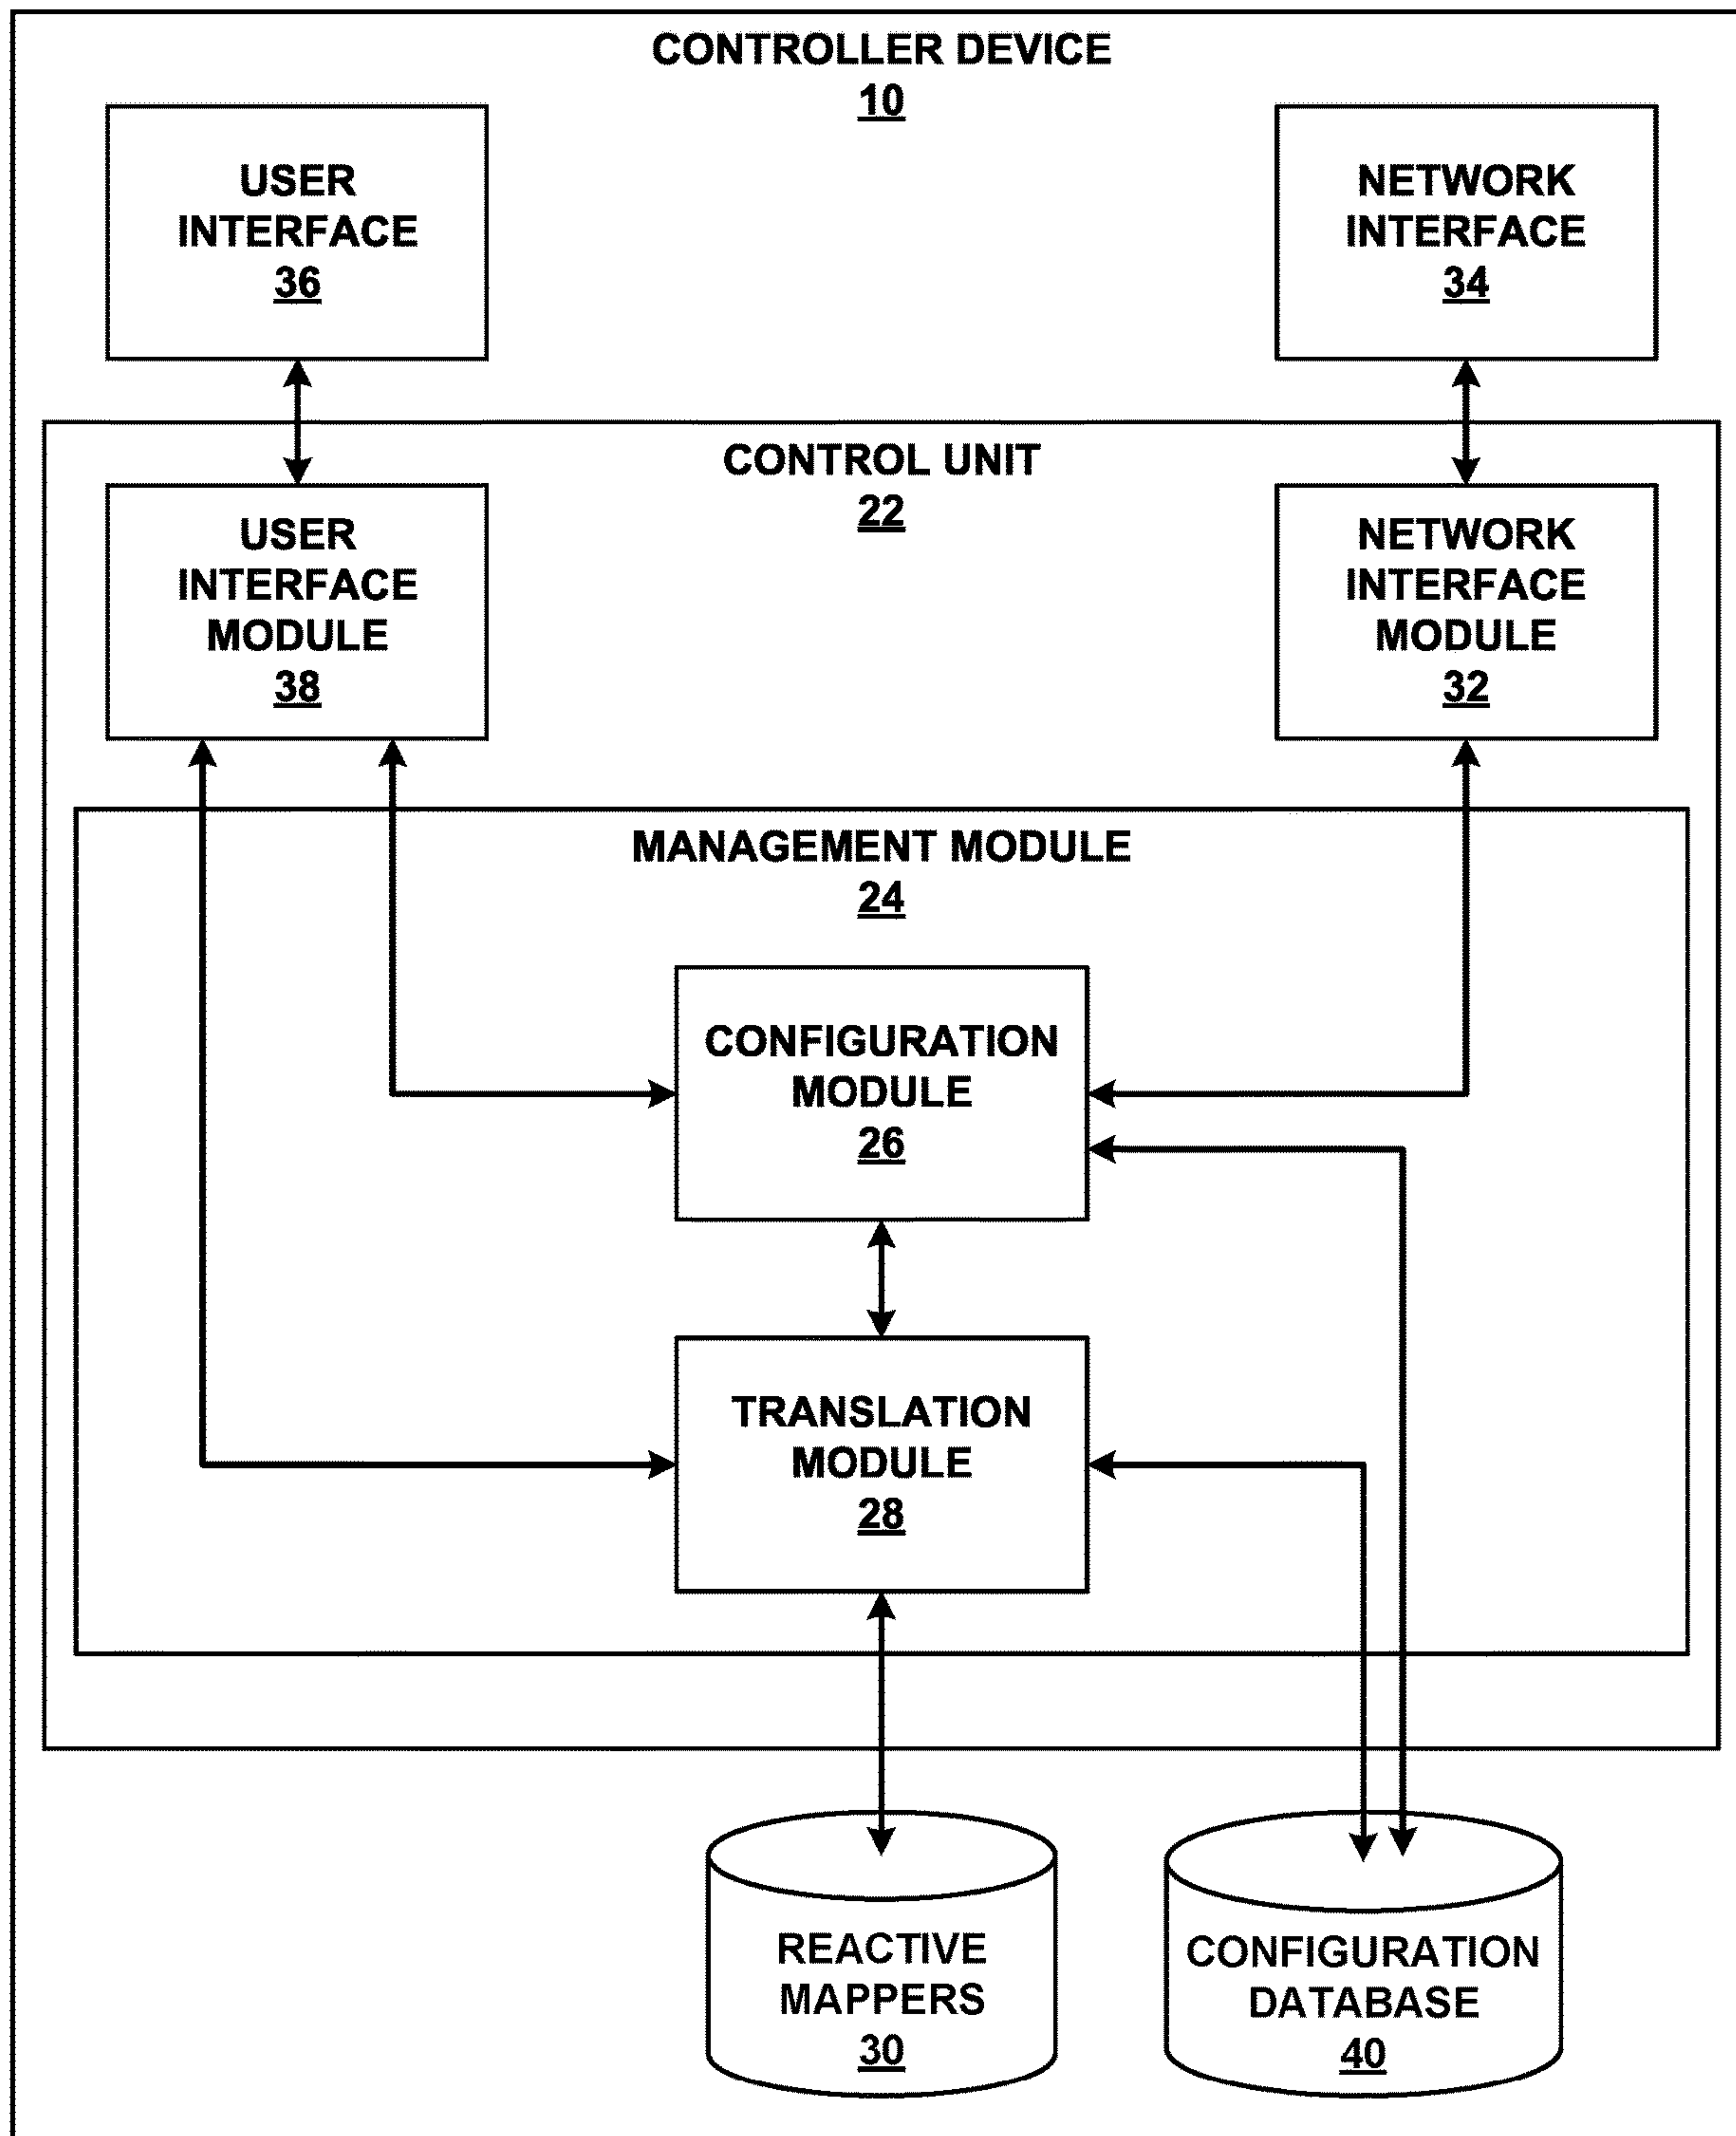 CONTROLLER DEVICE
10
USER
INTERFACE
36
NETWORK
INTERFACE
34
CONTROL UNIT
22
USER
INTERFACE
MODULE
38
NETWORK
INTERFACE
MODULE
32
MANAGEMENT MODULE
24
CONFIGURATION
MODULE
26
TRANSLATION
MODULE
28
REACTIVE
MAPPERS
30
CONFIGURATION
DATABASE
40